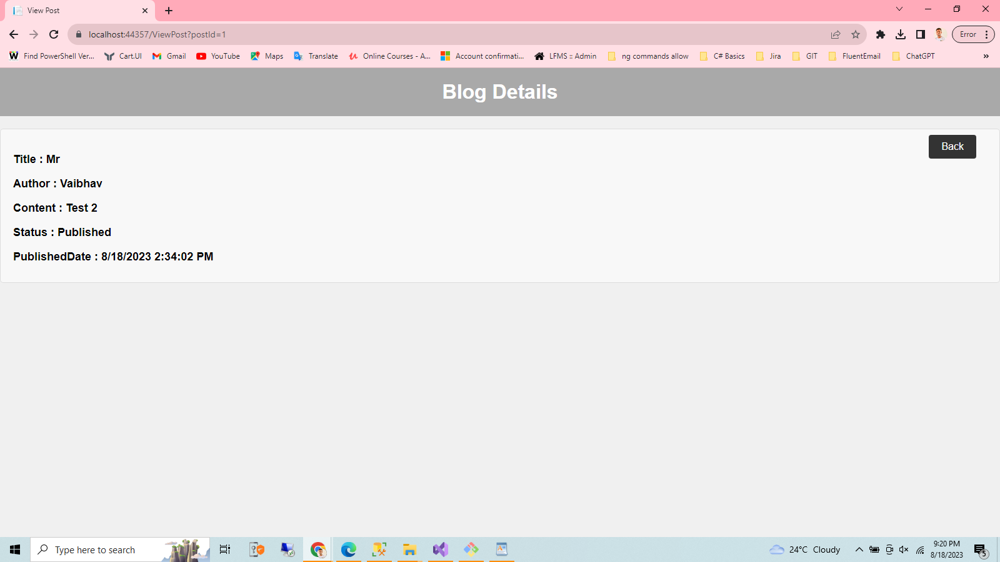 View Post
localhost:44357/ViewPost?postId=1
Error
Find PowerShell Ver... Cart.UI Gmail YouTube Maps Translate Online Courses - A... Account confirmati... LFMS :: Admin ng commands allow C# Basics Jira GIT FluentEmail ChatGPT »
Blog Details
Back
Title : Mr
Author : Vaibhav
Content : Test 2
Status : Published
PublishedDate : 8/18/2023 2:34:02 PM
Type here to search
24°C Cloudy
9:20 PM
8/18/2023
5